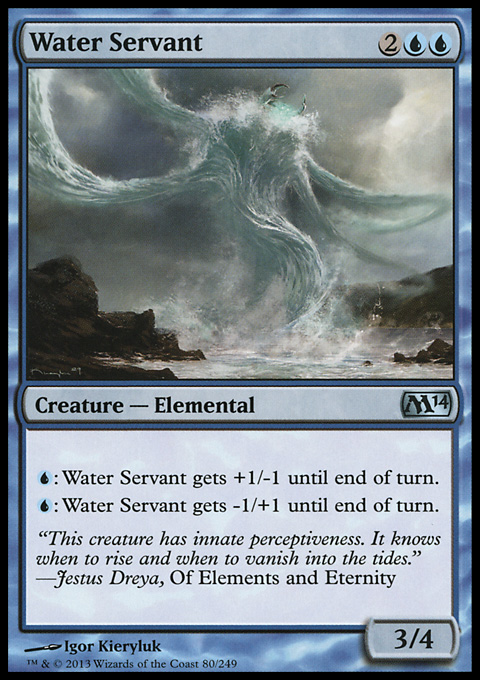 Water Servant 2
Creature — Elemental M14
: Water Servant gets +1/-1 until end of turn.
: Water Servant gets -1/+1 until end of turn.
“This creature has innate perceptiveness. It knows
when to rise and when to vanish into the tides.”
—Jestus Dreya, Of Elements and Eternity
3/4
Igor Kieryluk
™ & © 2013 Wizards of the Coast 80/249